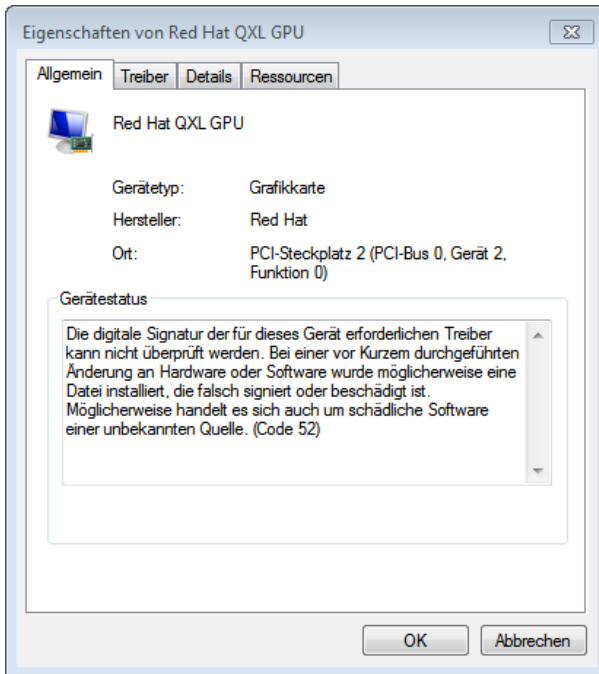 Eigenschaften von Red Hat QXL GPU
Allgemein Treiber Details Ressourcen
Red Hat QXL GPU
Gerätetyp: Grafikkarte
Hersteller: Red Hat
Ort: PCI-Steckplatz 2 (PCI-Bus 0, Gerät 2,
Funktion 0)
Gerätestatus
Die digitale Signatur der für dieses Gerät erforderlichen Treiber
kann nicht überprüft werden. Bei einer vor Kurzem durchgeführten
Änderung an Hardware oder Software wurde möglicherweise eine
Datei installiert, die falsch signiert oder beschädigt ist.
Möglicherweise handelt es sich auch um schädliche Software
einer unbekannten Quelle. (Code 52)
OK Abbrechen